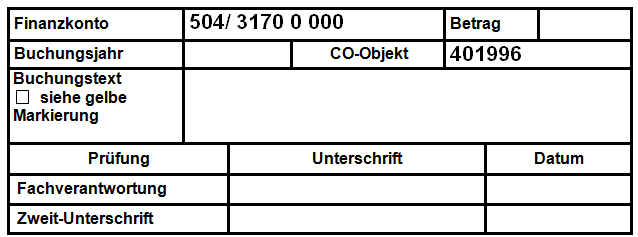 Finanzkonto 504/ 3170 0 000 Betrag
Buchungsjahr CO-Objekt 401996
Buchungstext
☐ siehe gelbe
Markierung
Prüfung Unterschrift Datum
Fachverantwortung
Zweit-Unterschrift